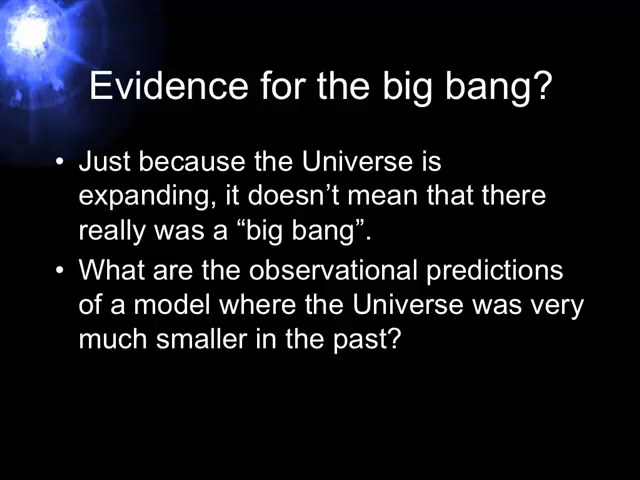 Evidence for the big bang?
• Just because the Universe is
expanding, it doesn’t mean that there
really was a “big bang”.
• What are the observational predictions
of a model where the Universe was very
much smaller in the past?